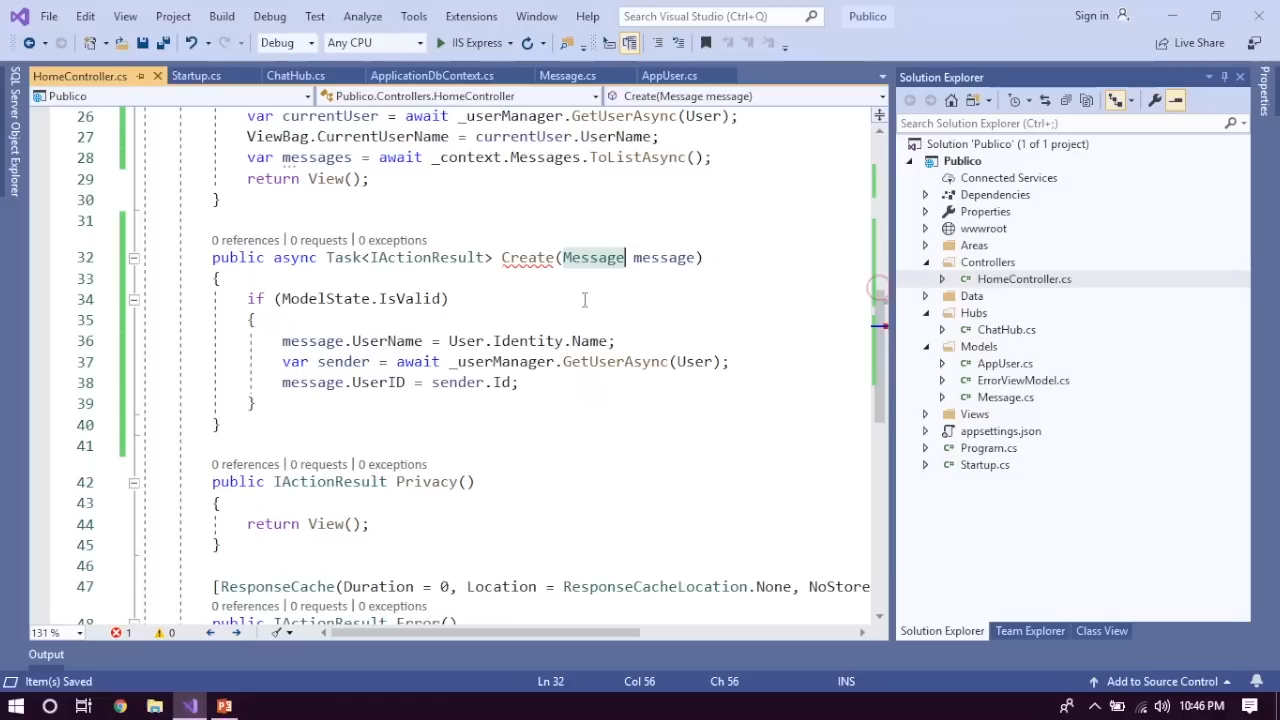 File Edit View Project Build Debug Test Analyze Tools Extensions Window Help Search Visual Studio (Ctrl+Q) Publico Sign in
Debug Any CPU IIS Express Live Share
HomeController.cs Startup.cs ChatHub.cs ApplicationDbContext.cs Message.cs AppUser.cs
Publico Publico.Controllers.HomeController Create(Message message)
SQL Server Object Explorer
26 var currentUser = await _userManager.GetUserAsync(User);
27 ViewBag.CurrentUserName = currentUser.UserName;
28 var messages = await _context.Messages.ToListAsync();
29 return View();
30 }
31
0 references | 0 requests | 0 exceptions
32 public async Task<IActionResult> Create(Message message)
33 {
34 if (ModelState.IsValid)
35 {
36 message.UserName = User.Identity.Name;
37 var sender = await _userManager.GetUserAsync(User);
38 message.UserID = sender.Id;
39 }
40 }
41
0 references | 0 requests | 0 exceptions
42 public IActionResult Privacy()
43 {
44 return View();
45 }
46
47 [ResponseCache(Duration = 0, Location = ResponseCacheLocation.None, NoStore
0 references | 0 requests | 0 exceptions
48 public IActionResult Error()
131 % 1 0
Solution Explorer
Search Solution Explorer (Ctrl+;)
Solution 'Publico' (1 of 1 project)
Publico
Connected Services
Dependencies
Properties
wwwroot
Areas
Controllers
HomeController.cs
Data
Hubs
ChatHub.cs
Models
AppUser.cs
ErrorViewModel.cs
Message.cs
Views
appsettings.json
Program.cs
Startup.cs
Solution Explorer Team Explorer Class View
Properties
Output
Item(s) Saved Ln 32 Col 56 Ch 56 INS Add to Source Control
10:46 PM